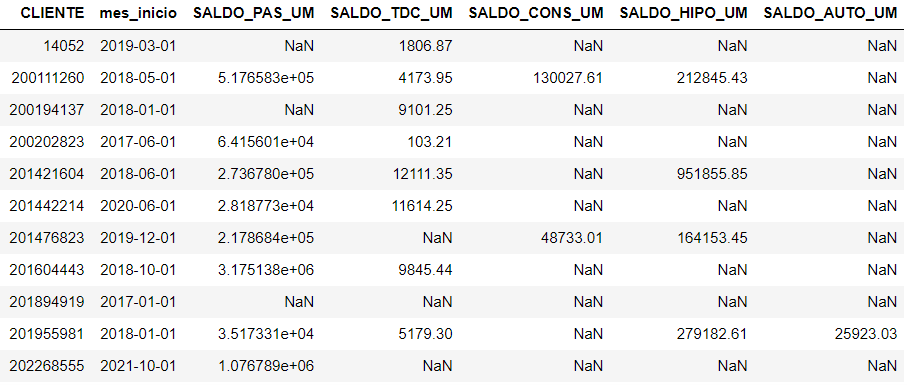 CLIENTE mes_inicio SALDO_PAS_UM SALDO_TDC_UM SALDO_CONS_UM SALDO_HIPO_UM SALDO_AUTO_UM
14052 2019-03-01 NaN 1806.87 NaN NaN NaN
200111260 2018-05-01 5.176583e+05 4173.95 130027.61 212845.43 NaN
200194137 2018-01-01 NaN 9101.25 NaN NaN NaN
200202823 2017-06-01 6.415601e+04 103.21 NaN NaN NaN
201421604 2018-06-01 2.736780e+05 12111.35 NaN 951855.85 NaN
201442214 2020-06-01 2.818773e+04 11614.25 NaN NaN NaN
201476823 2019-12-01 2.178684e+05 NaN 48733.01 164153.45 NaN
201604443 2018-10-01 3.175138e+06 9845.44 NaN NaN NaN
201894919 2017-01-01 NaN NaN NaN NaN NaN
201955981 2018-01-01 3.517331e+04 5179.30 NaN 279182.61 25923.03
202268555 2021-10-01 1.076789e+06 NaN NaN NaN NaN